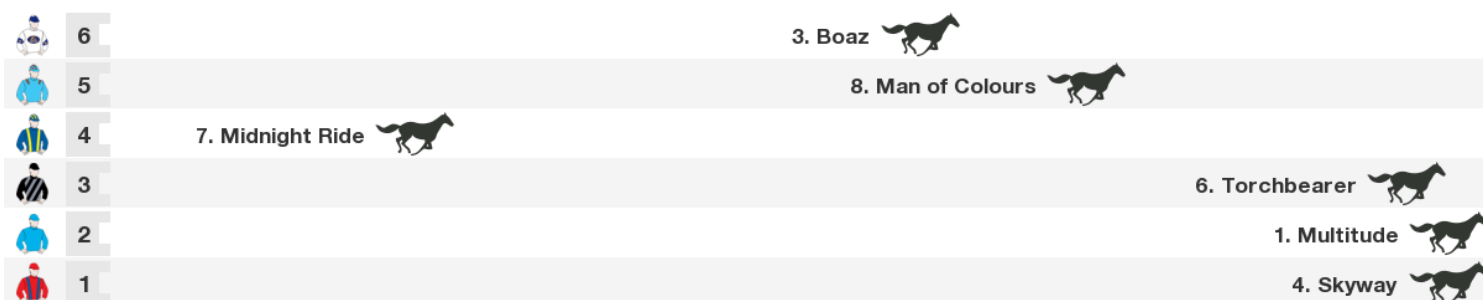 6 3. Boaz
5 8. Man of Colours
4 7. Midnight Ride
3 6. Torchbearer
2 1. Multitude
1 4. Skyway